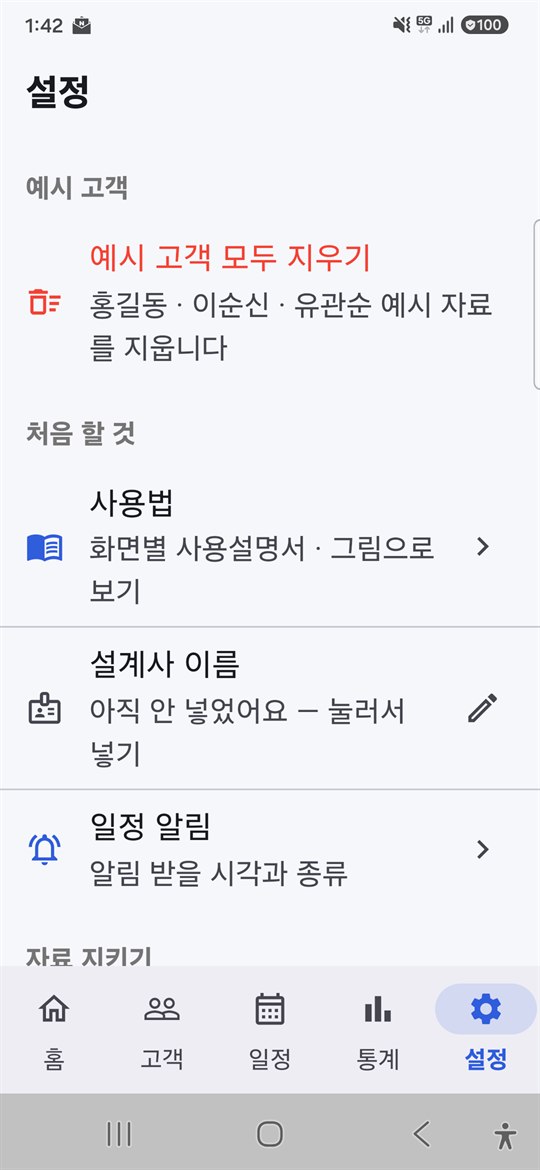 1:42
5G
100
설정
예시 고객
예시 고객 모두 지우기
홍길동 · 이순신 · 유관순 예시 자료
를 지웁니다
처음 할 것
사용법
화면별 사용설명서 · 그림으로
보기
설계사 이름
아직 안 넣었어요 — 눌러서
넣기
일정 알림
알림 받을 시각과 종류
자료 지키기
홈
고객
일정
통계
설정